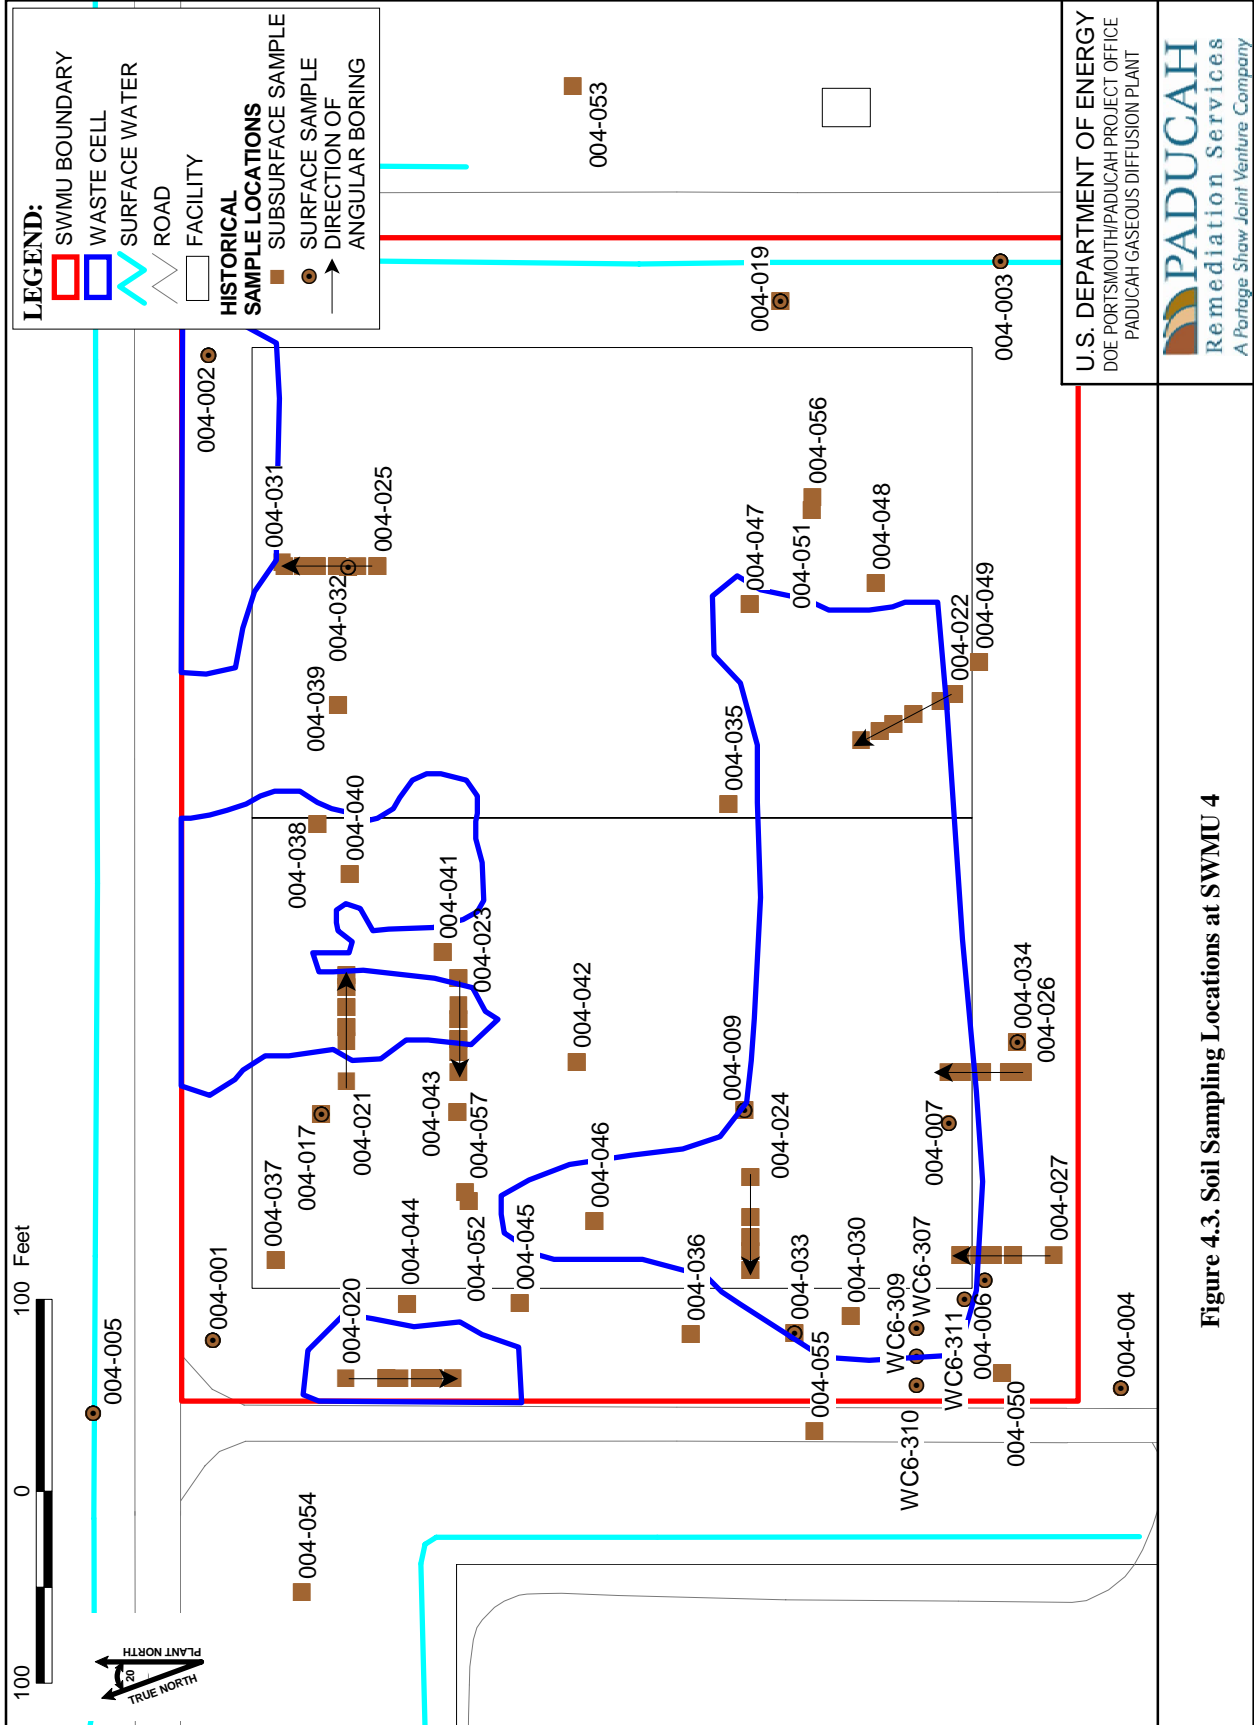 LEGEND:
SWMU BOUNDARY
WASTE CELL
SURFACE WATER
ROAD
FACILITY
HISTORICAL
SAMPLE LOCATIONS
SUBSURFACE SAMPLE
SURFACE SAMPLE
DIRECTION OF
ANGULAR BORING
100 0 100 Feet
PLANT NORTH
TRUE NORTH
20
004-005
004-001
004-002
004-054
004-037
004-017
004-021
004-031
004-025
004-032
004-039
004-038
004-040
004-041
004-023
004-043
004-057
004-052
004-044
004-020
004-045
004-042
004-046
004-053
004-019
004-003
004-036
004-009
004-024
004-035
004-047
004-051
004-056
004-048
004-022
004-049
004-033
004-030
004-055
WC6-309
WC6-307
WC6-310
WC6-311
004-006
004-050
004-007
004-027
004-034
004-026
004-004
U.S. DEPARTMENT OF ENERGY
DOE PORTSMOUTH/PADUCAH PROJECT OFFICE
PADUCAH GASEOUS DIFFUSION PLANT
PADUCAH
Remediation Services
A Portage Shaw Joint Venture Company
Figure 4.3. Soil Sampling Locations at SWMU 4